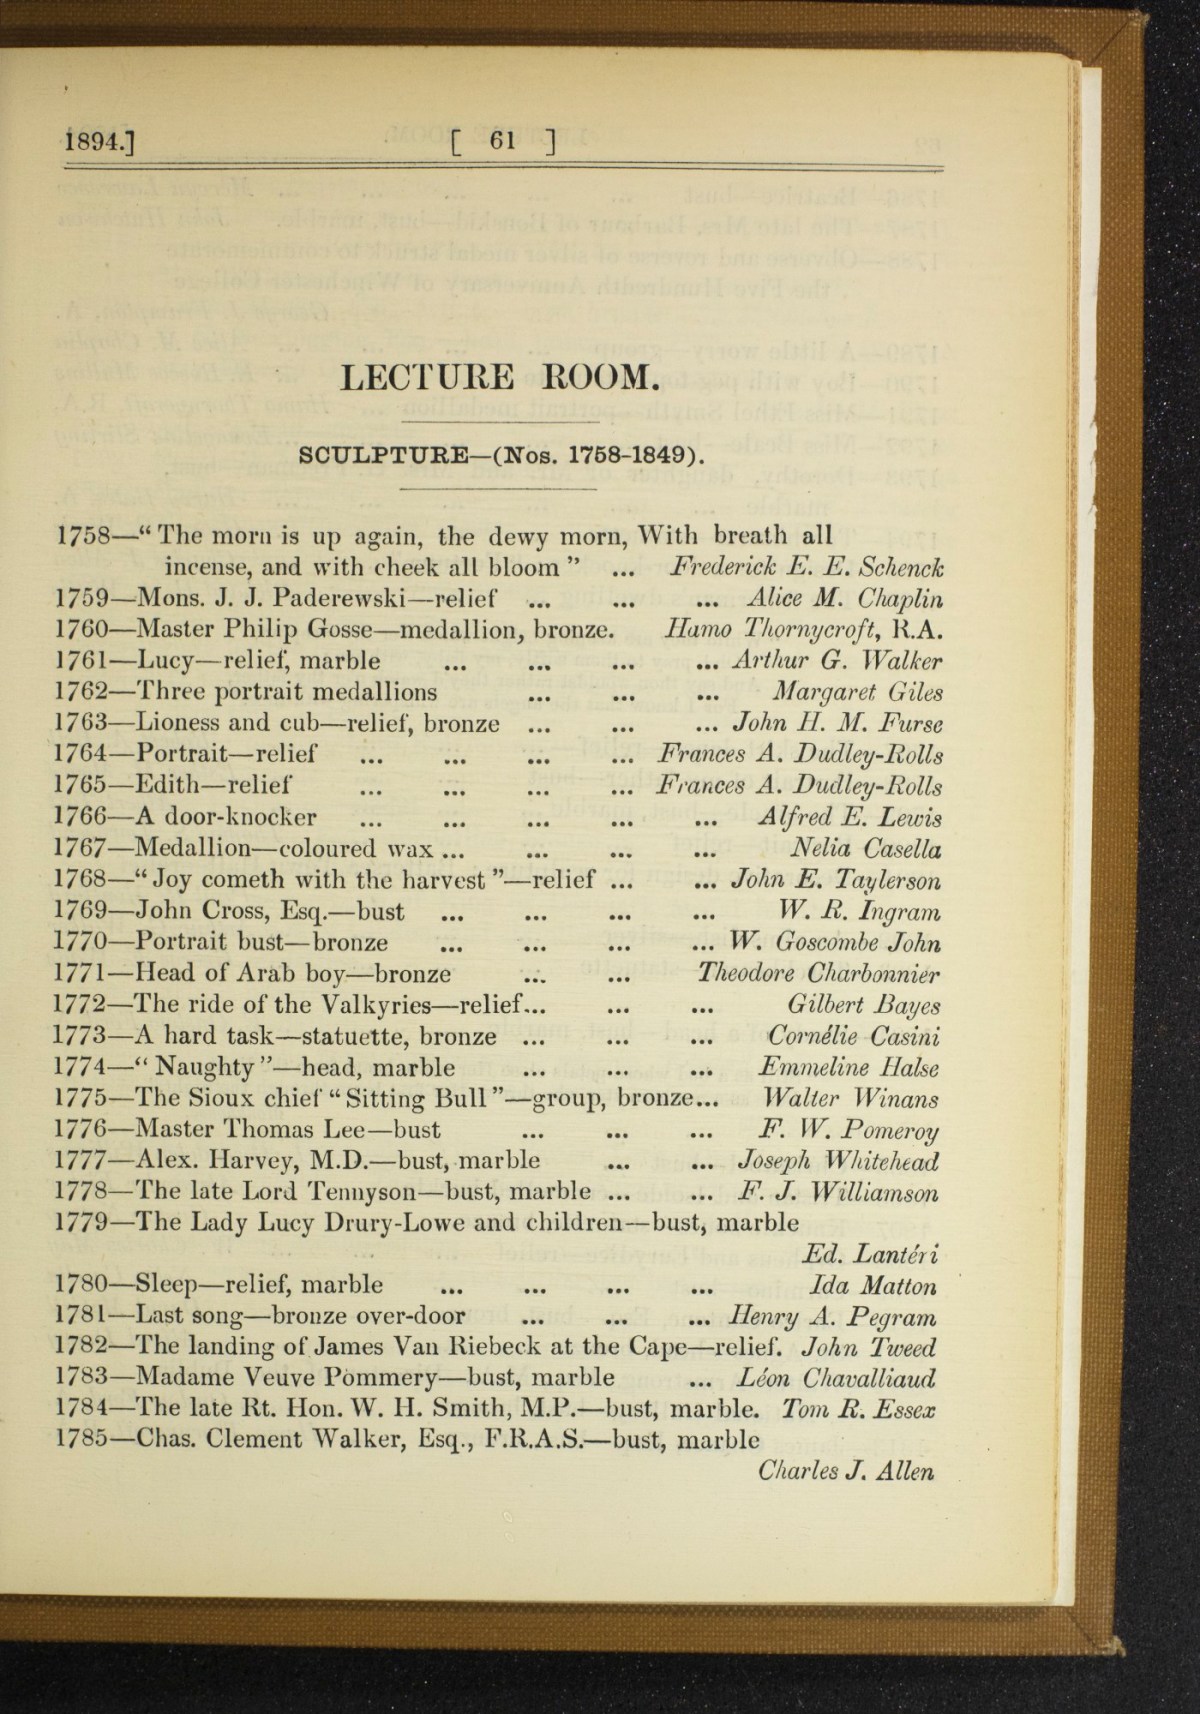 1894.] [ 61 ]
LECTURE ROOM.
SCULPTURE—(Nos. 1758-1849).
1758—“The morn is up again, the dewy morn, With breath all
incense, and with cheek all bloom” ... Frederick E. E. Schenck
1759—Mons. J. J. Paderewski—relief ... ... ... Alice M. Chaplin
1760—Master Philip Gosse—medallion, bronze. Hamo Thornycroft, R.A.
1761—Lucy—relief, marble ... ... ... ... Arthur G. Walker
1762—Three portrait medallions ... ... ... Margaret Giles
1763—Lioness and cub—relief, bronze ... ... ... John H. M. Furse
1764—Portrait—relief ... ... ... ... Frances A. Dudley-Rolls
1765—Edith—relief ... ... ... ... Frances A. Dudley-Rolls
1766—A door-knocker ... ... ... ... ... Alfred E. Lewis
1767—Medallion—coloured wax ... ... ... ... Nelia Casella
1768—“Joy cometh with the harvest”—relief ... ... John E. Taylerson
1769—John Cross, Esq.—bust ... ... ... ... W. R. Ingram
1770—Portrait bust—bronze ... ... ... ... W. Goscombe John
1771—Head of Arab boy—bronze ... ... Theodore Charbonnier
1772—The ride of the Valkyries—relief... ... ... Gilbert Bayes
1773—A hard task—statuette, bronze ... ... ... Cornélie Casini
1774—“Naughty”—head, marble ... ... ... Emmeline Halse
1775—The Sioux chief “Sitting Bull”—group, bronze... Walter Winans
1776—Master Thomas Lee—bust ... ... ... F. W. Pomeroy
1777—Alex. Harvey, M.D.—bust, marble ... ... Joseph Whitehead
1778—The late Lord Tennyson—bust, marble ... ... F. J. Williamson
1779—The Lady Lucy Drury-Lowe and children—bust, marble
Ed. Lantéri
1780—Sleep—relief, marble ... ... ... ... Ida Matton
1781—Last song—bronze over-door ... ... ... Henry A. Pegram
1782—The landing of James Van Riebeck at the Cape—relief. John Tweed
1783—Madame Veuve Pommery—bust, marble ... Léon Chavalliaud
1784—The late Rt. Hon. W. H. Smith, M.P.—bust, marble. Tom R. Essex
1785—Chas. Clement Walker, Esq., F.R.A.S.—bust, marble
Charles J. Allen